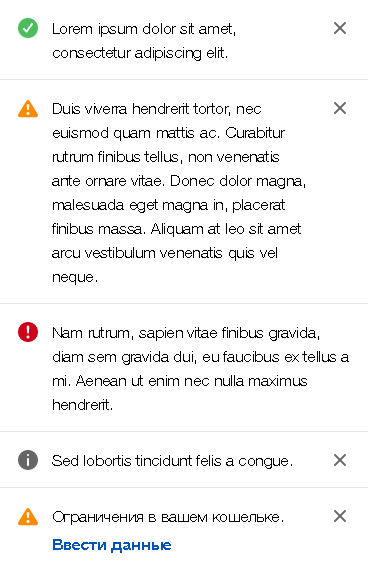 Lorem ipsum dolor sit amet,
consectetur adipiscing elit.
Duis viverra hendrerit tortor, nec
euismod quam mattis ac. Curabitur
rutrum finibus tellus, non venenatis
ante ornare vitae. Donec dolor magna,
malesuada eget magna in, placerat
finibus massa. Aliquam at leo sit amet
arcu vestibulum venenatis quis vel
neque.
Nam rutrum, sapien vitae finibus gravida,
diam sem gravida dui, eu faucibus ex tellus a
mi. Aenean ut enim nec nulla maximus
hendrerit.
Sed lobortis tincidunt felis a congue.
Ограничения в вашем кошельке.
Ввести данные